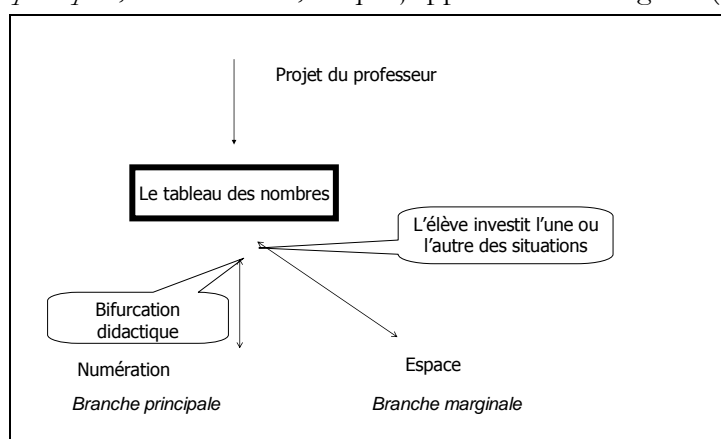 Projet du professeur
Le tableau des nombres
L'élève investit l'une ou
l'autre des situations
Bifurcation
didactique
Numération
Espace
Branche principale
Branche marginale